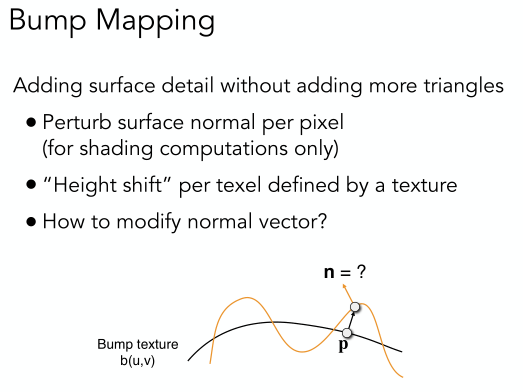 Bump Mapping
Adding surface detail without adding more triangles
● Perturb surface normal per pixel
(for shading computations only)
● “Height shift” per texel defined by a texture
● How to modify normal vector?
n = ?
p
Bump texture
b(u,v)